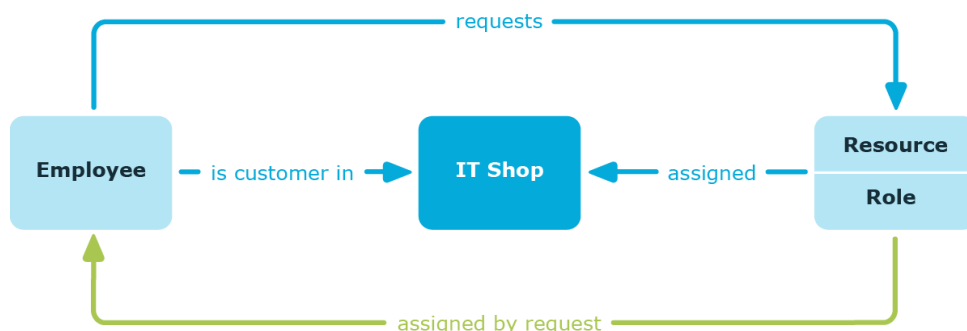 requests
Employee
is customer in
IT Shop
assigned
Resource
Role
assigned by request